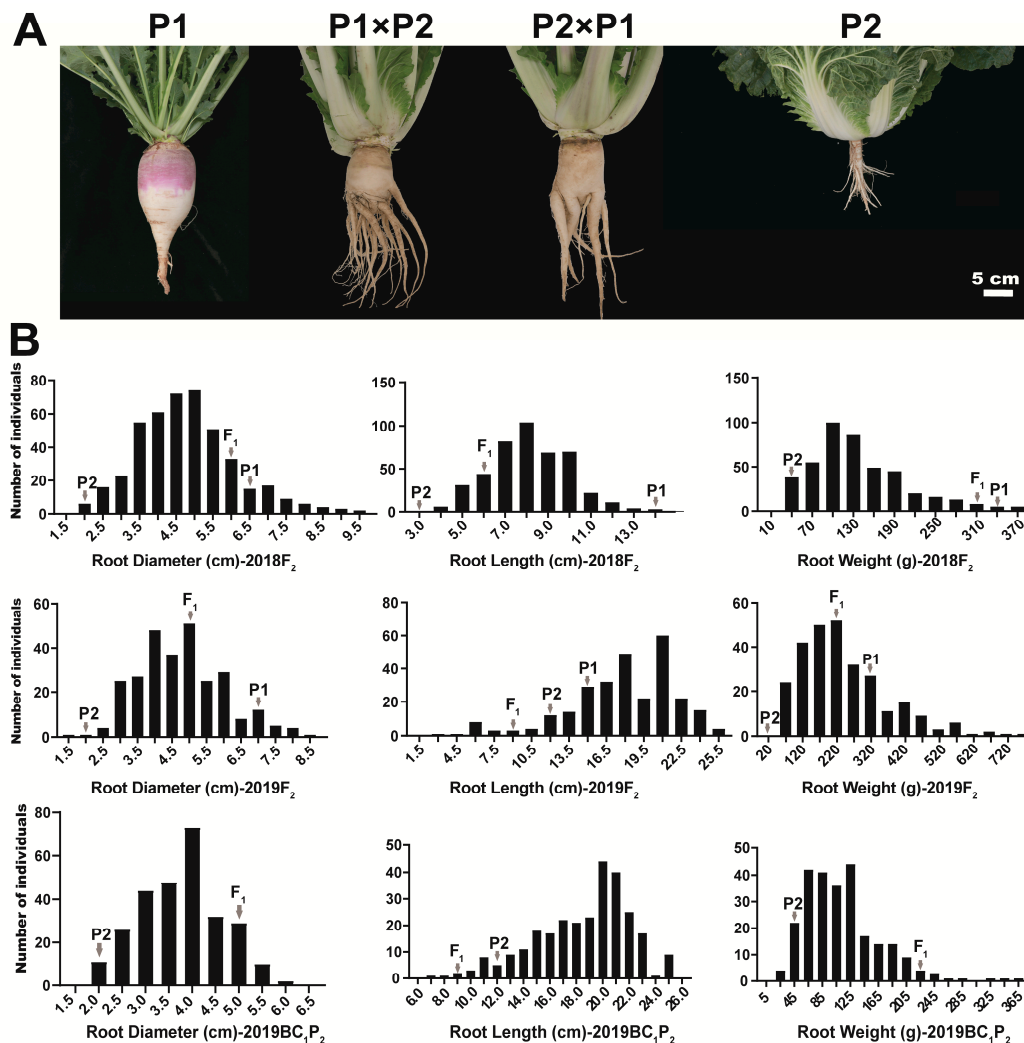 A
P1 P1×P2 P2×P1 P2
5 cm
B
Number of individuals
80
60
40
20
0
P2
F1
P1
1.5 2.5 3.5 4.5 5.5 6.5 7.5 8.5 9.5
Root Diameter (cm)-2018F2
150
100
50
0
P2
F1
P1
3.0 5.0 7.0 9.0 11.0 13.0
Root Length (cm)-2018F2
150
100
50
0
P2
F1
P1
10 70 130 190 250 310 370
Root Weight (g)-2018F2
Number of individuals
60
40
20
0
P2
F1
P1
1.5 2.5 3.5 4.5 5.5 6.5 7.5 8.5
Root Diameter (cm)-2019F2
80
60
40
20
0
F1
P2
P1
1.5 4.5 7.5 10.5 13.5 16.5 19.5 22.5 25.5
Root Length (cm)-2019F2
60
40
20
0
P2
F1
P1
20 120 220 320 420 520 620 720
Root Weight (g)-2019F2
Number of individuals
80
60
40
20
0
P2
F1
1.5 2.0 2.5 3.0 3.5 4.0 4.5 5.0 5.5 6.0 6.5
Root Diameter (cm)-2019BC1P2
50
40
30
20
10
0
F1
P2
6.0 8.0 10.0 12.0 14.0 16.0 18.0 20.0 22.0 24.0 26.0
Root Length (cm)-2019BC1P2
50
40
30
20
10
0
P2
F1
5 45 85 125 165 205 245 285 325 365
Root Weight (g)-2019BC1P2